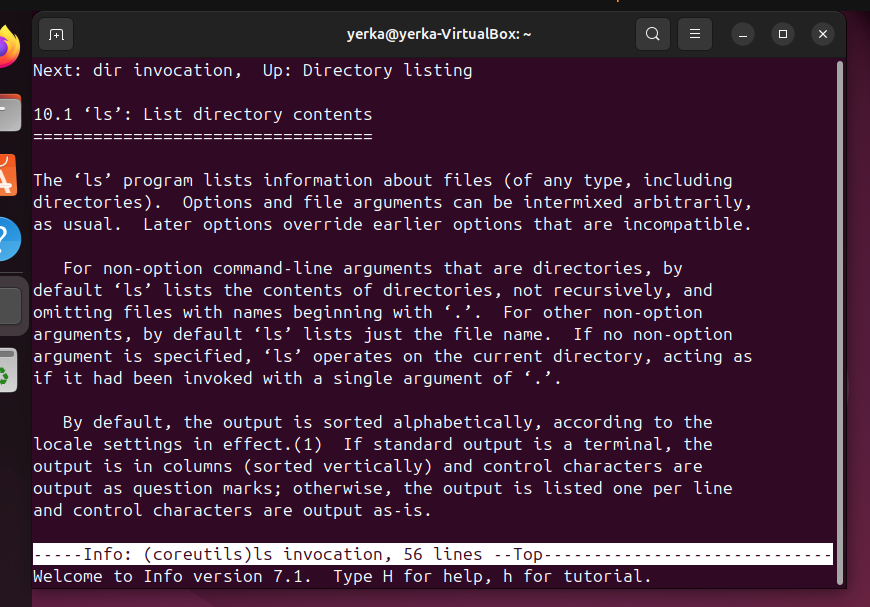 yerka@yerka-VirtualBox: ~
Next: dir invocation,  Up: Directory listing
10.1 ‘ls’: List directory contents
==================================
The ‘ls’ program lists information about files (of any type, including
directories).  Options and file arguments can be intermixed arbitrarily,
as usual.  Later options override earlier options that are incompatible.
For non-option command-line arguments that are directories, by
default ‘ls’ lists the contents of directories, not recursively, and
omitting files with names beginning with ‘.’.  For other non-option
arguments, by default ‘ls’ lists just the file name.  If no non-option
argument is specified, ‘ls’ operates on the current directory, acting as
if it had been invoked with a single argument of ‘.’.
By default, the output is sorted alphabetically, according to the
locale settings in effect.(1)  If standard output is a terminal, the
output is in columns (sorted vertically) and control characters are
output as question marks; otherwise, the output is listed one per line
and control characters are output as-is.
-----Info: (coreutils)ls invocation, 56 lines --Top-----------------------------
Welcome to Info version 7.1.  Type H for help, h for tutorial.